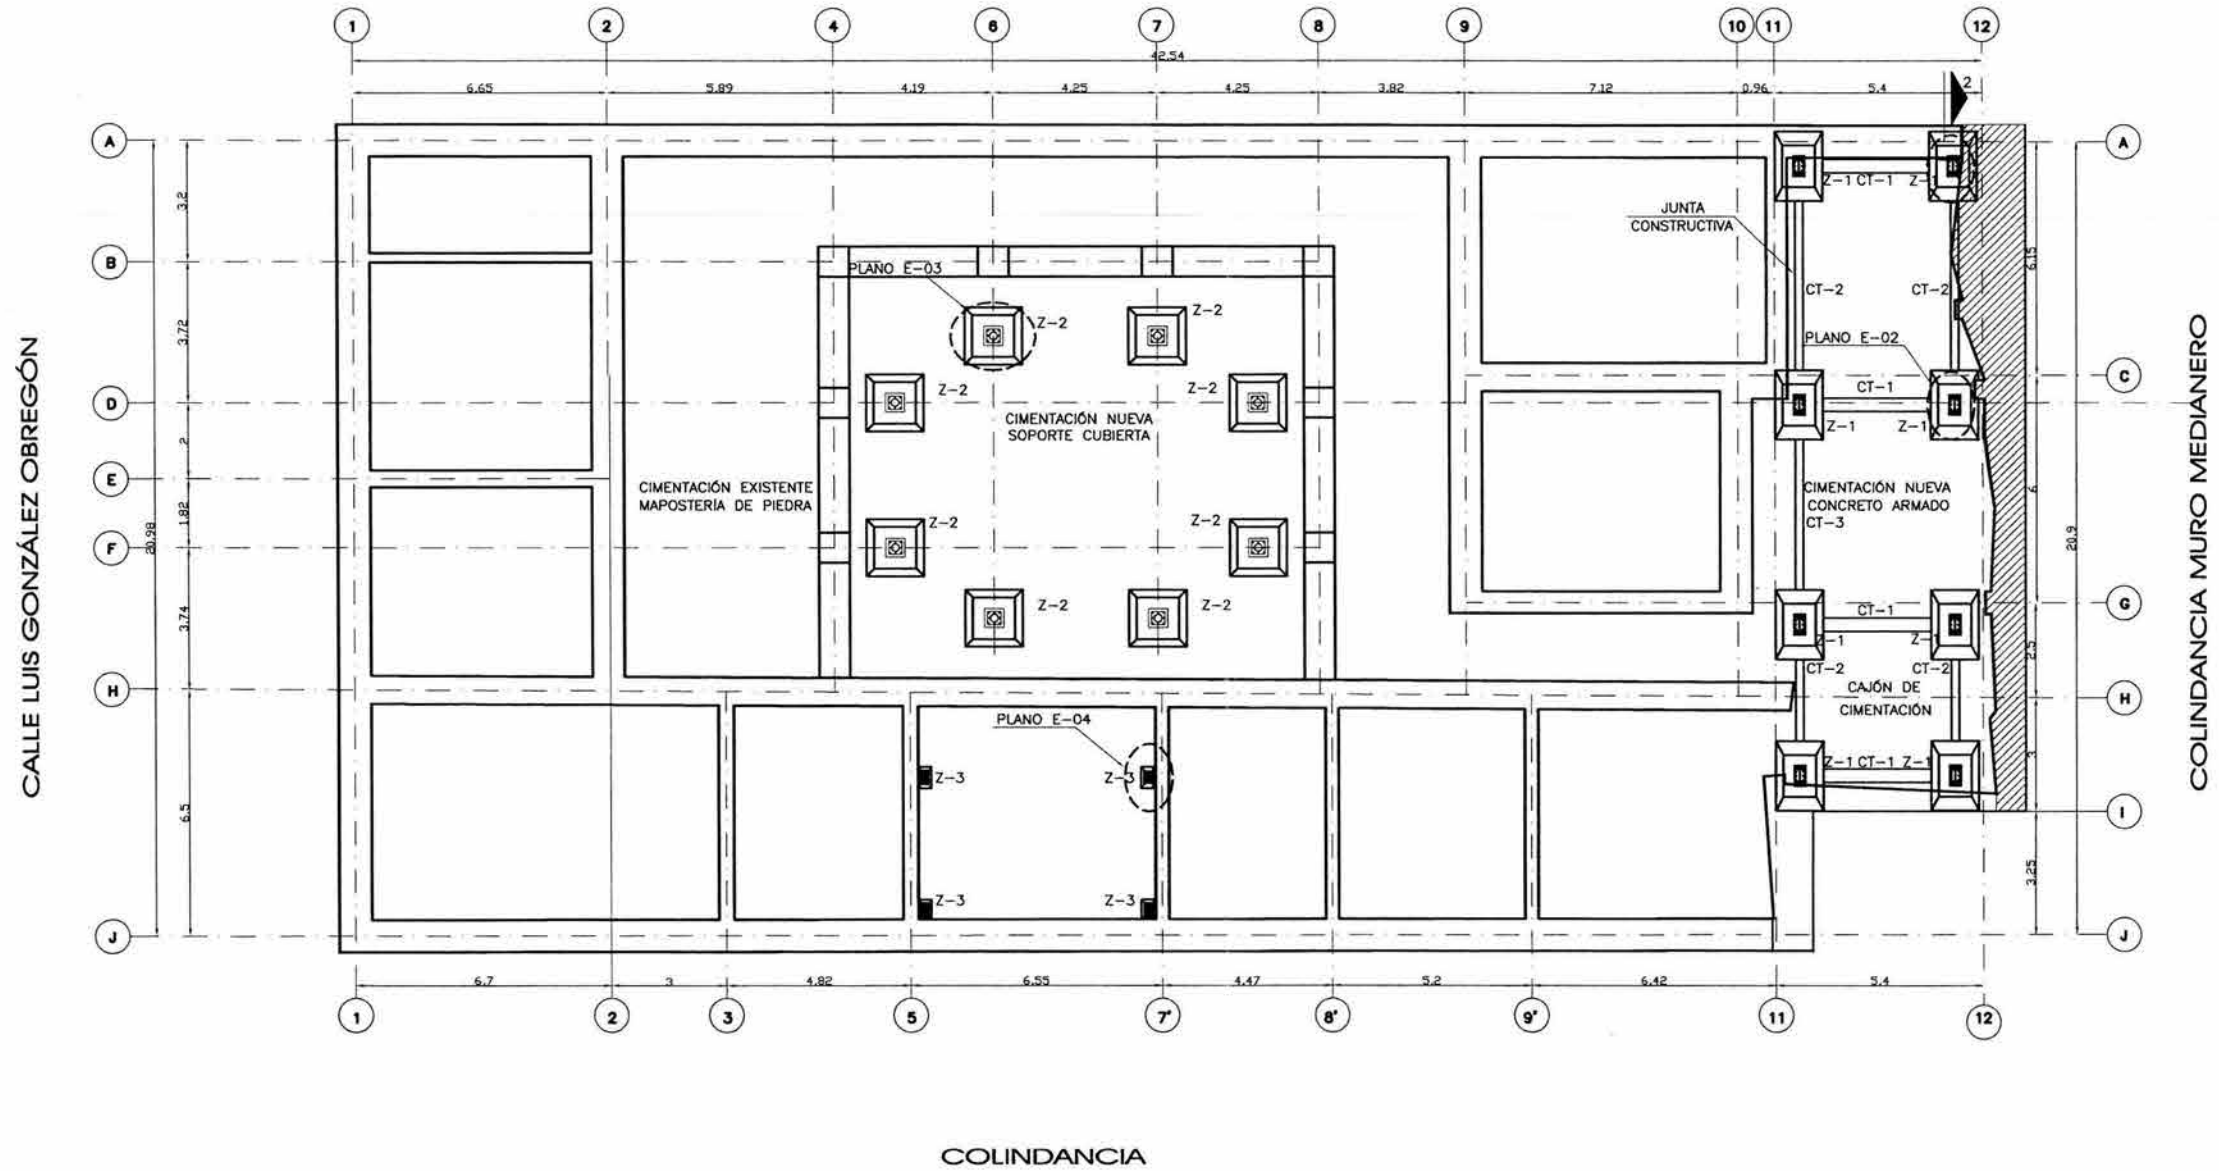 1 2 4 6 7 8 9 10 11 12
42.54
6.65 5.89 4.19 4.25 4.25 3.82 7.12 0.96 5.4
2
A A
Z-1 CT-1 Z-1
3.2
JUNTA
CONSTRUCTIVA
6.15
B
PLANO E-03
CT-2 CT-2
Z-2 Z-2
3.72
PLANO E-02
C
CT-1
Z-2 Z-2
D
CIMENTACIÓN NUEVA
SOPORTE CUBIERTA
Z-1 Z-1
2
E
CIMENTACIÓN EXISTENTE
MAPOSTERÍA DE PIEDRA
CIMENTACIÓN NUEVA
CONCRETO ARMADO
CT-3
6
1.82
Z-2 Z-2
20.98
20.9
F
Z-2 Z-2
CT-1
G
3.74
Z-1 Z-1
2.5
CT-2 CT-2
H H
CAJÓN DE
CIMENTACIÓN
PLANO E-04
3
Z-1 CT-1 Z-1
Z-3 Z-3
6.5
I
3.25
Z-3 Z-3
J J
6.7 3 4.82 6.55 4.47 5.2 6.42 5.4
1 2 3 5 7' 8' 9' 11 12
CALLE LUIS GONZÁLEZ OBREGÓN
COLINDANCIA MURO MEDIANERO
COLINDANCIA